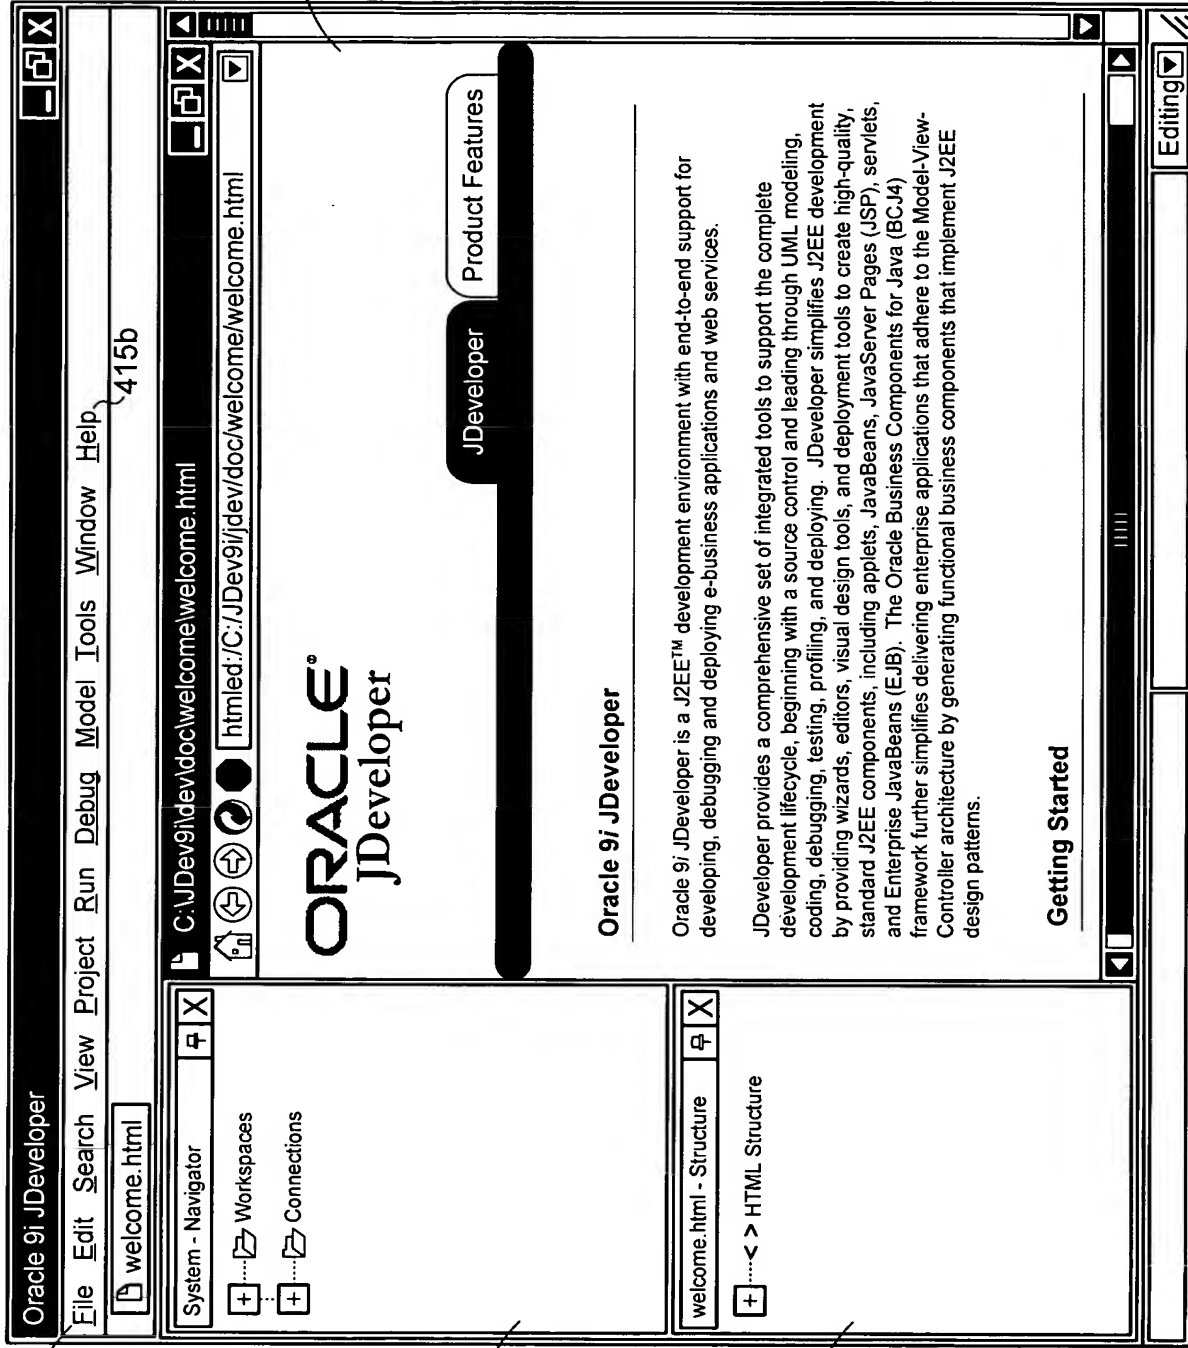 Oracle 9i JDeveloper
File Edit Search View Project Run Debug Model Tools Window Help
415b
welcome.html
System - Navigator
Workspaces
Connections
welcome.html - Structure
< > HTML Structure
C:\JDev9i\dev\doc\welcome\welcome.html
htmled:/C:/JDev9i/jdev/doc/welcome/welcome.html
ORACLE®
JDeveloper
JDeveloper
Product Features
Oracle 9i JDeveloper
Oracle 9i JDeveloper is a J2EE™ development environment with end-to-end support for
developing, debugging and deploying e-business applications and web services.
JDeveloper provides a comprehensive set of integrated tools to support the complete
development lifecycle, beginning with a source control and leading through UML modeling,
coding, debugging, testing, profiling, and deploying. JDeveloper simplifies J2EE development
by providing wizards, editors, visual design tools, and deployment tools to create high-quality,
standard J2EE components, including applets, JavaBeans, JavaServer Pages (JSP), servlets,
and Enterprise JavaBeans (EJB). The Oracle Business Components for Java (BCJ4)
framework further simplifies delivering enterprise applications that adhere to the Model-View-
Controller architecture by generating functional business components that implement J2EE
design patterns.
Getting Started
Editing